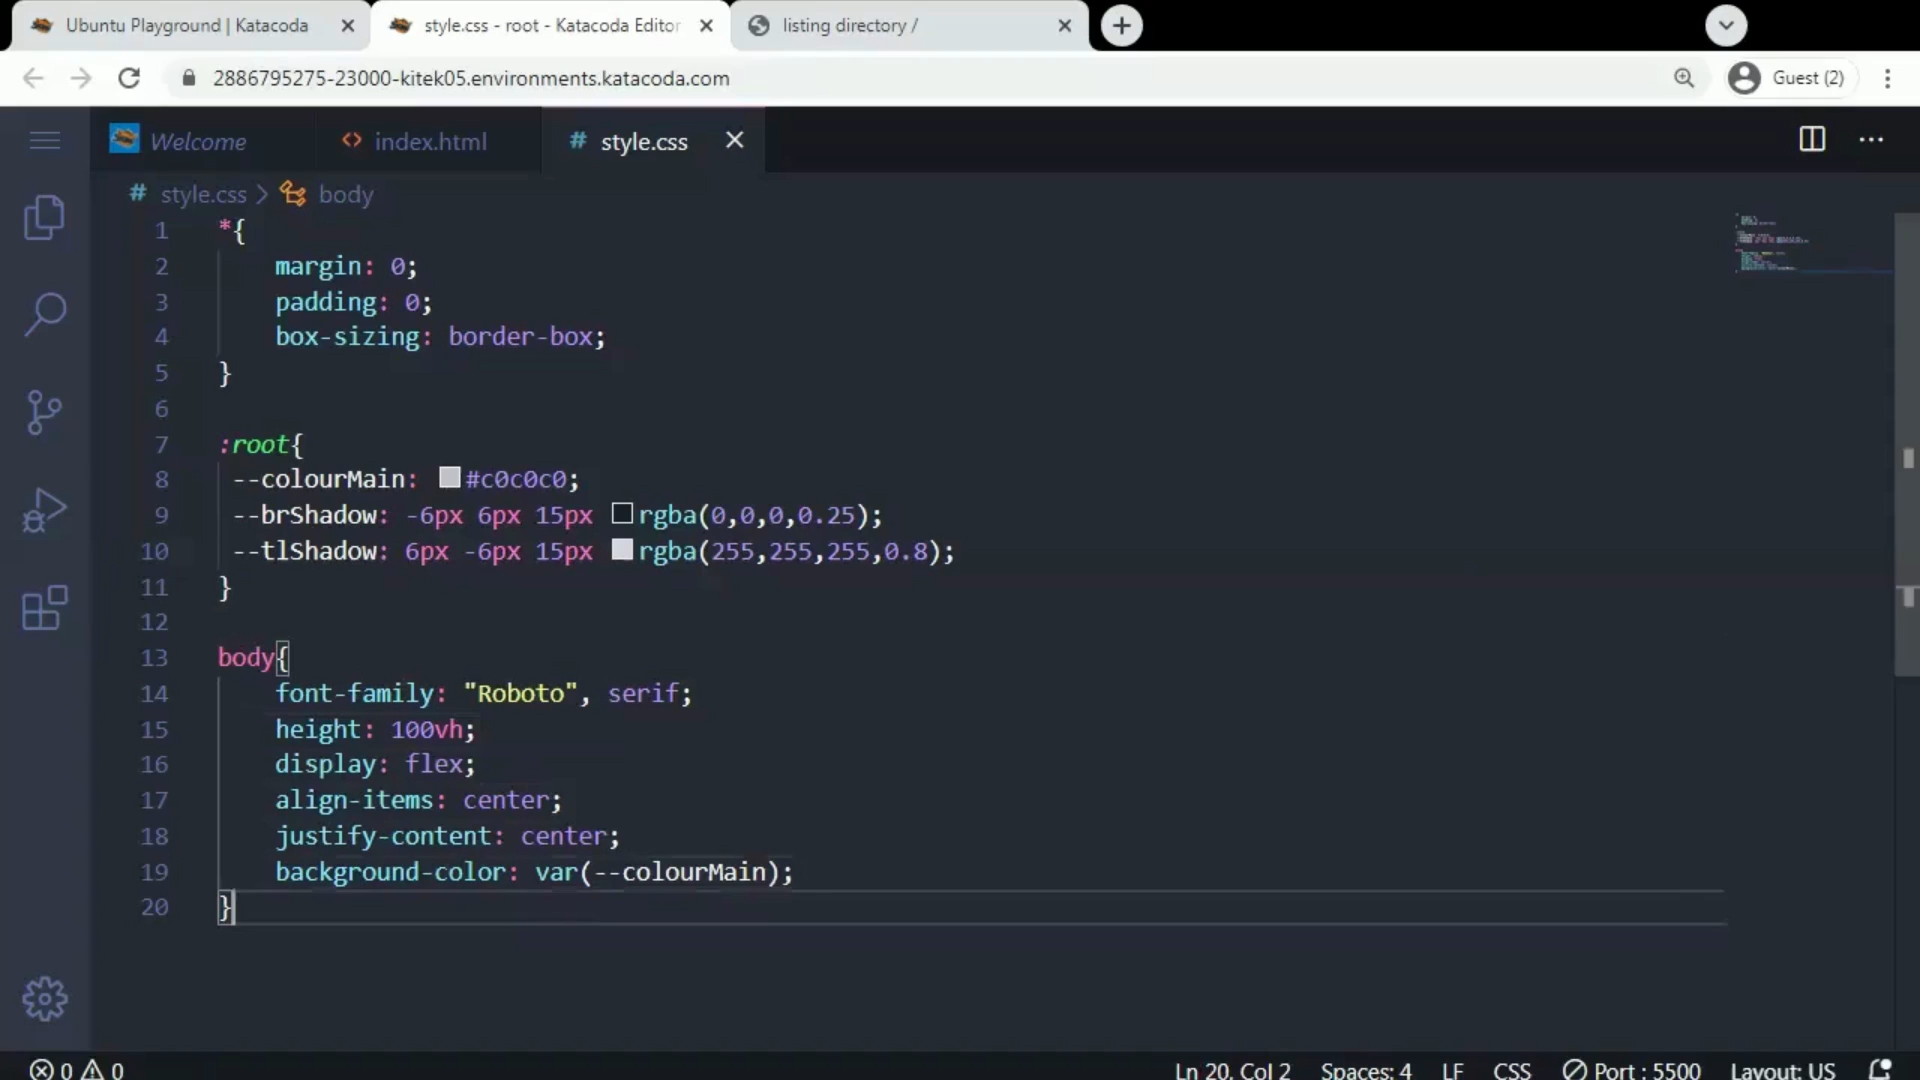 Ubuntu Playground | Katacoda
style.css - root - Katacoda Editor
listing directory /
2886795275-23000-kitek05.environments.katacoda.com
Guest (2)
Welcome
<> index.html
# style.css
# style.css > body
1 *{
2 margin: 0;
3 padding: 0;
4 box-sizing: border-box;
5 }
6
7 :root{
8 --colourMain: #c0c0c0;
9 --brShadow: -6px 6px 15px rgba(0,0,0,0.25);
10 --tlShadow: 6px -6px 15px rgba(255,255,255,0.8);
11 }
12
13 body{
14 font-family: "Roboto", serif;
15 height: 100vh;
16 display: flex;
17 align-items: center;
18 justify-content: center;
19 background-color: var(--colourMain);
20 }
0 0 Ln 20, Col 2 Spaces: 4 LF CSS Port : 5500 Layout: US